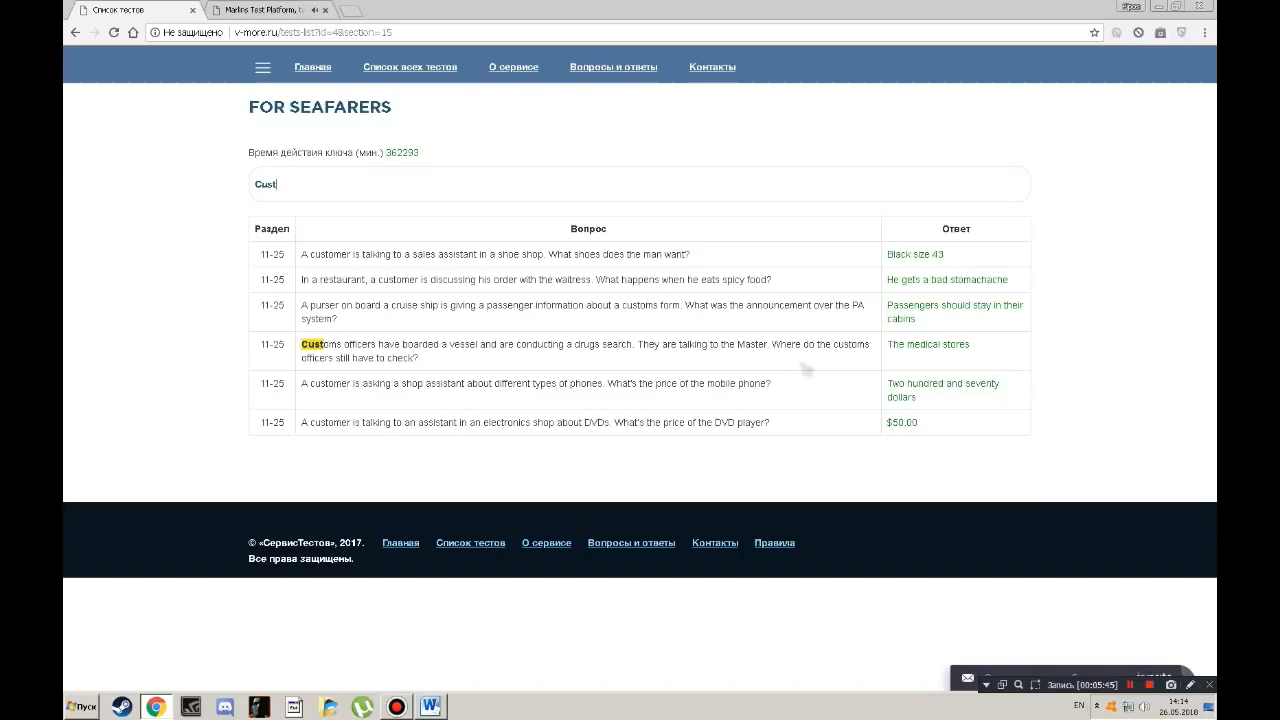 Список тестов
Marlins Test Platform, ta
Не защищено
v-more.ru/tests-list?id=4&section=15
Главная
Список всех тестов
О сервисе
Вопросы и ответы
Контакты
FOR SEAFARERS
Время действия ключа (мин.) 362293
Cust
Раздел
Вопрос
Ответ
11-25
A customer is talking to a sales assistant in a shoe shop. What shoes does the man want?
Black size 43
11-25
In a restaurant, a customer is discussing his order with the waitress. What happens when he eats spicy food?
He gets a bad stomachache
11-25
A purser on board a cruise ship is giving a passenger information about a customs form. What was the announcement over the PA
system?
Passengers should stay in their
cabins
11-25
Customs officers have boarded a vessel and are conducting a drugs search. They are talking to the Master. Where do the customs
officers still have to check?
The medical stores
11-25
A customer is asking a shop assistant about different types of phones. What's the price of the mobile phone?
Two hundred and seventy
dollars
11-25
A customer is talking to an assistant in an electronics shop about DVDs. What's the price of the DVD player?
$50.00
© «СервисТестов», 2017.
Все права защищены.
Главная
Список тестов
О сервисе
Вопросы и ответы
Контакты
Правила
Запись [00:05:45]
Пуск
EN
14:14
26.05.2018